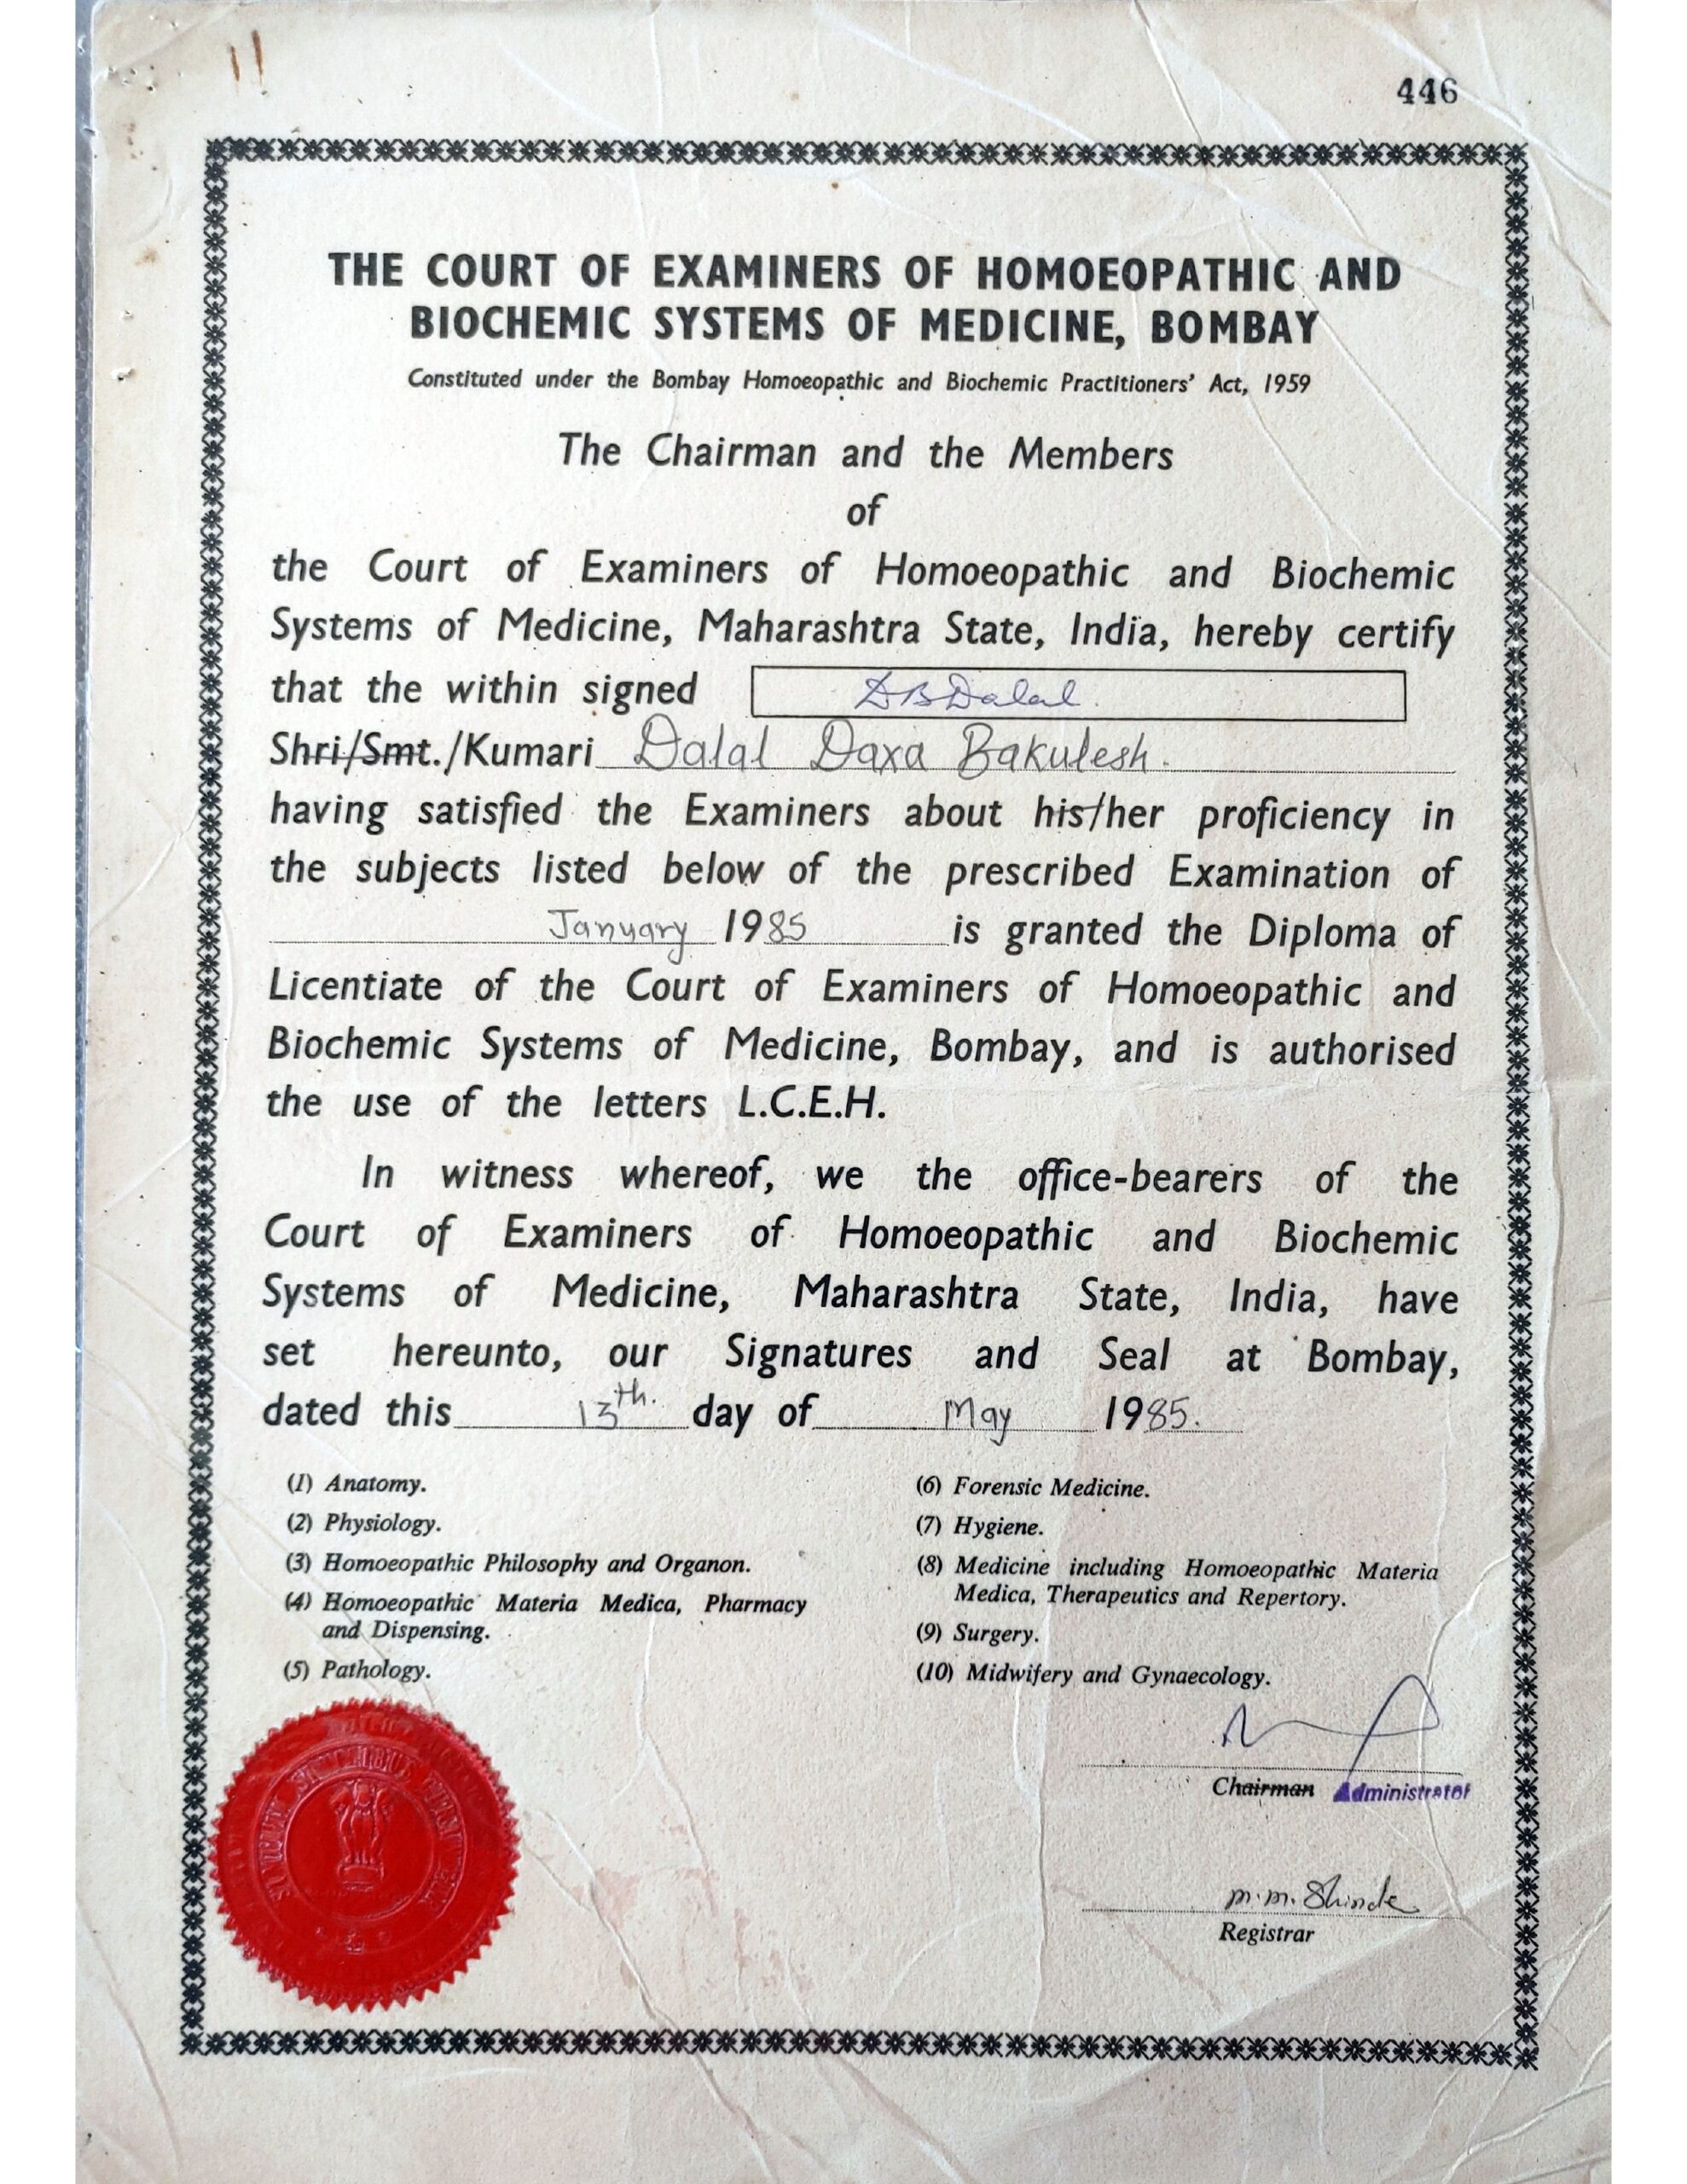 446
THE COURT OF EXAMINERS OF HOMOEOPATHIC AND
BIOCHEMIC SYSTEMS OF MEDICINE, BOMBAY
Constituted under the Bombay Homoeopathic and Biochemic Practitioners' Act, 1959
The Chairman and the Members
of
the Court of Examiners of Homoeopathic and Biochemic
Systems of Medicine, Maharashtra State, India, hereby certify
that the within signed DBDalal.
Shri/Smt./Kumari Dalal Daxa Bakulesh.
having satisfied the Examiners about his/her proficiency in
the subjects listed below of the prescribed Examination of
January 1985 is granted the Diploma of
Licentiate of the Court of Examiners of Homoeopathic and
Biochemic Systems of Medicine, Bombay, and is authorised
the use of the letters L.C.E.H.
In witness whereof, we the office-bearers of the
Court of Examiners of Homoeopathic and Biochemic
Systems of Medicine, Maharashtra State, India, have
set hereunto, our Signatures and Seal at Bombay,
dated this 13th. day of May 1985.
(1) Anatomy.
(2) Physiology.
(3) Homoeopathic Philosophy and Organon.
(4) Homoeopathic Materia Medica, Pharmacy
and Dispensing.
(5) Pathology.
(6) Forensic Medicine.
(7) Hygiene.
(8) Medicine including Homoeopathic Materia
Medica, Therapeutics and Repertory.
(9) Surgery.
(10) Midwifery and Gynaecology.
Chairman Administrator
m.m. Shinde
Registrar